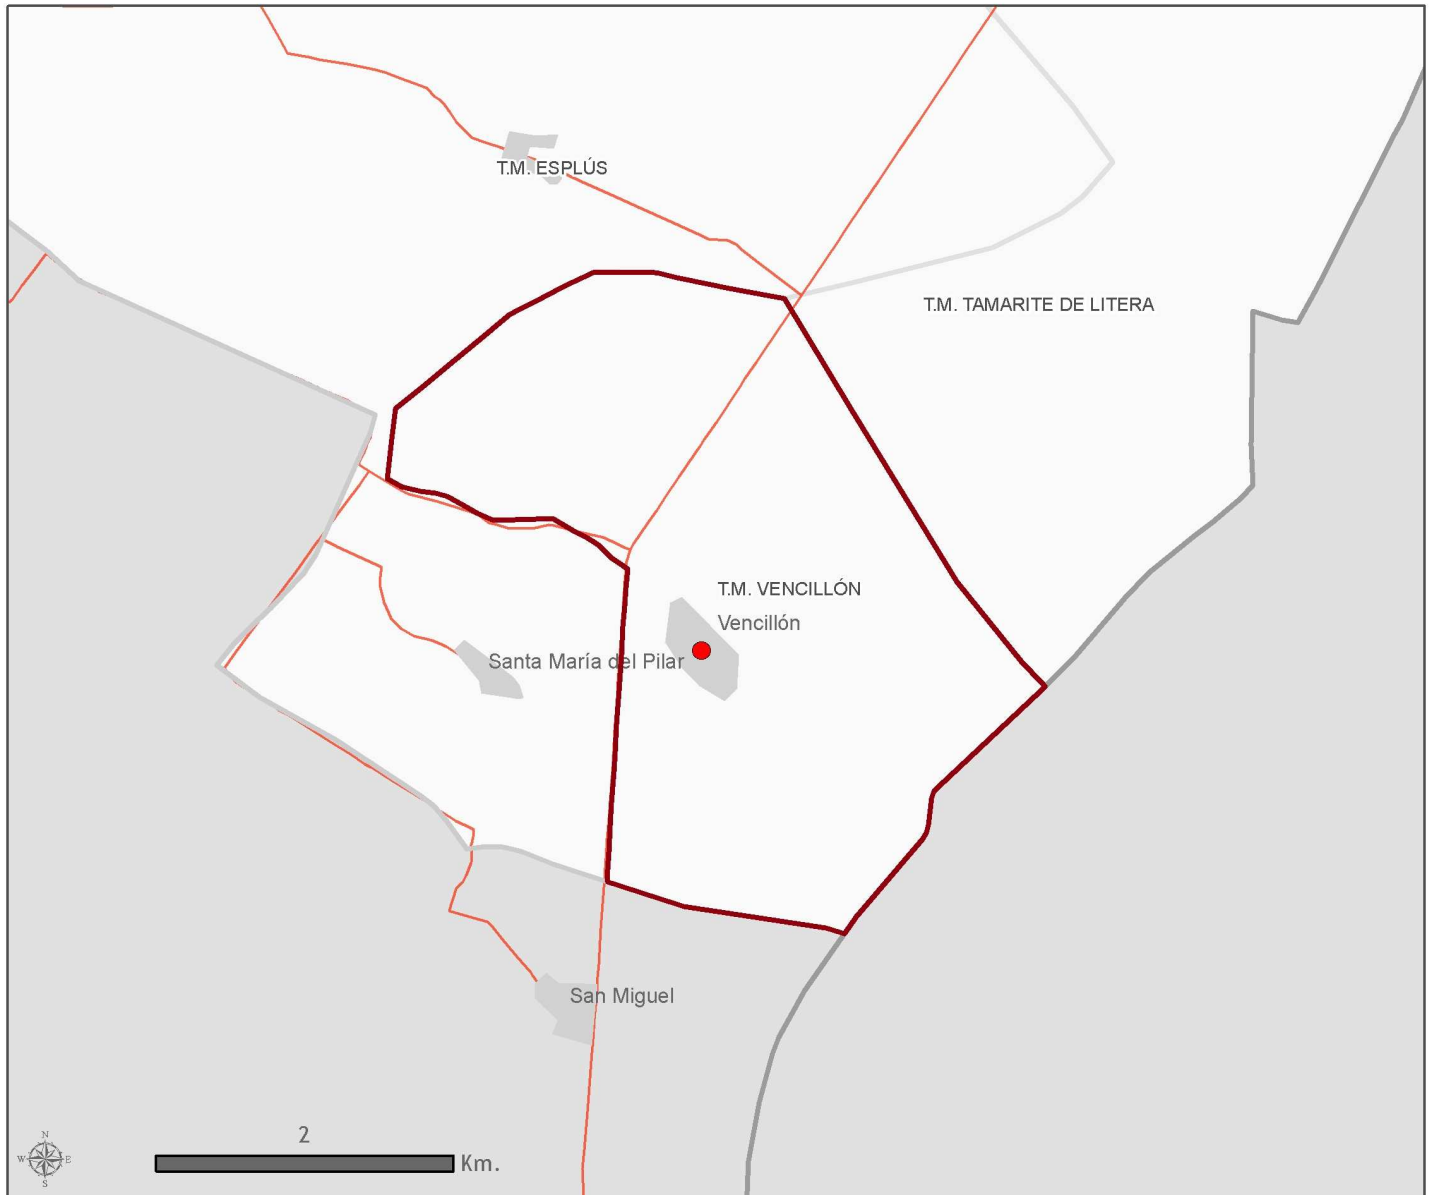 T.M. ESPLÚS
T.M. TAMARITE DE LITERA
T.M. VENCILLÓN
Vencillón
Santa María del Pilar
San Miguel
2
Km.
N
W
E
S